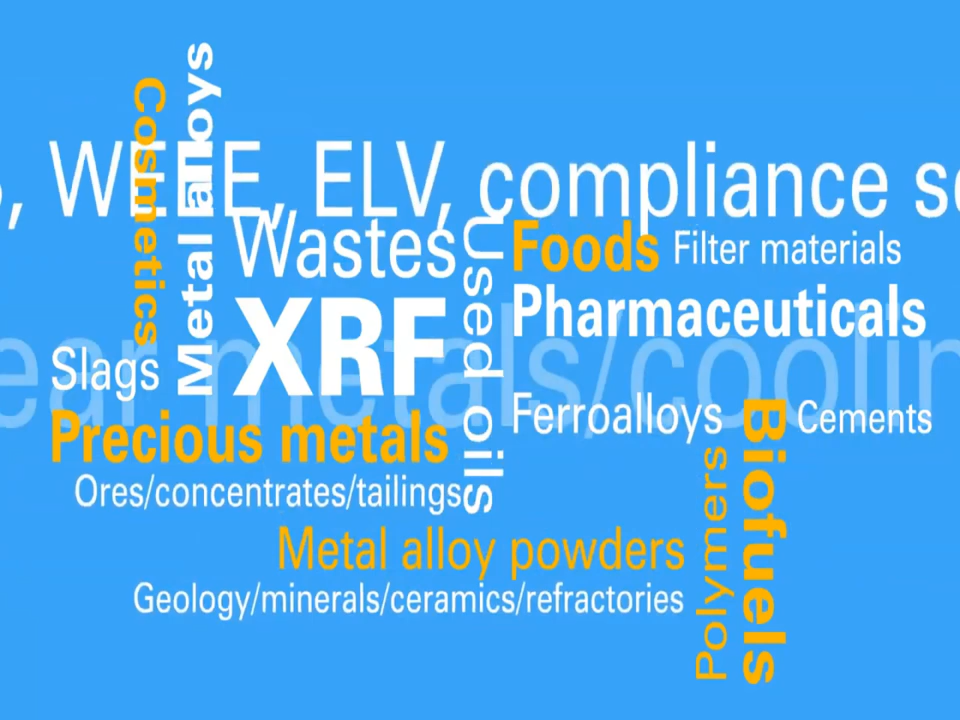 Cosmetics
Metal alloys
, WEEE, ELV, compliance
Wastes
Used oils
Foods
Filter materials
XRF
Pharmaceuticals
metals/
Slags
Precious metals
Ferroalloys
Biofuels
Cements
Ores/concentrates/tailings
Polymers
Metal alloy powders
Geology/minerals/ceramics/refractories